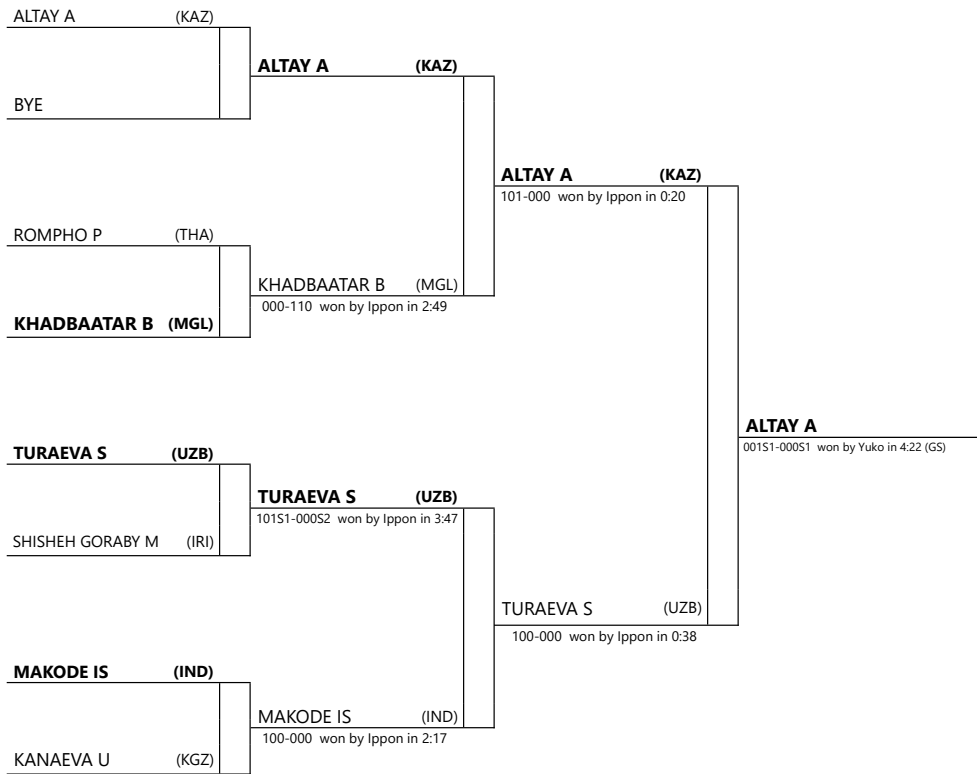 ALTAY A (KAZ)
ALTAY A (KAZ)
BYE
ALTAY A (KAZ)
101-000 won by Ippon in 0:20
ROMPHO P (THA)
KHADBAATAR B (MGL)
000-110 won by Ippon in 2:49
KHADBAATAR B (MGL)
ALTAY A
001S1-000S1 won by Yuko in 4:22 (GS)
TURAEVA S (UZB)
TURAEVA S (UZB)
101S1-000S2 won by Ippon in 3:47
SHISHEH GORABY M (IRI)
TURAEVA S (UZB)
100-000 won by Ippon in 0:38
MAKODE IS (IND)
MAKODE IS (IND)
100-000 won by Ippon in 2:17
KANAEVA U (KGZ)